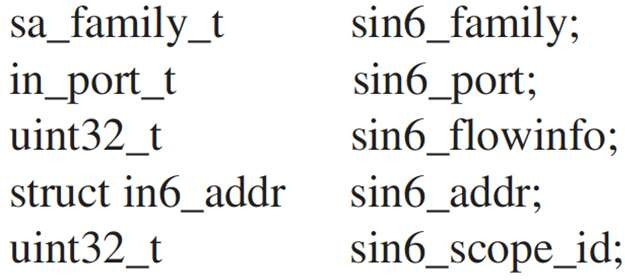 sa_family_t sin6_family;
in_port_t sin6_port;
uint32_t sin6_flowinfo;
struct in6_addr sin6_addr;
uint32_t sin6_scope_id;